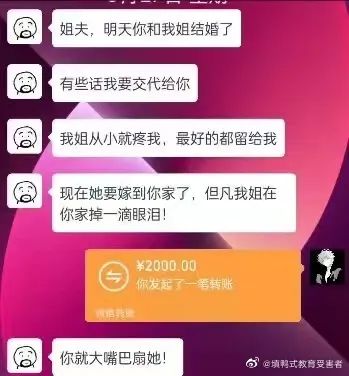 姐夫，明天你和我姐结婚了
有些话我要交代给你
我姐从小就疼我，最好的都留给我
现在她要嫁到你家了，但凡我姐在
你家掉一滴眼泪！
¥2000.00
你发起了一笔转账
微信转账
你就大嘴巴扇她！
@填鸭式教育受害者